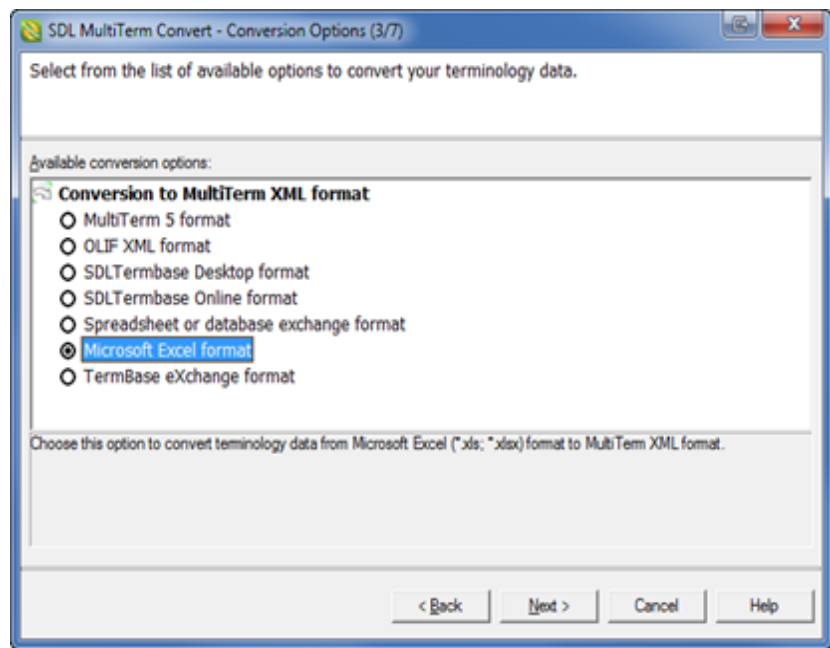 SDL MultiTerm Convert - Conversion Options (3/7)
Select from the list of available options to convert your terminology data.
Available conversion options:
Conversion to MultiTerm XML format
MultiTerm 5 format
OLIF XML format
SDLTermbase Desktop format
SDLTermbase Online format
Spreadsheet or database exchange format
Microsoft Excel format
TermBase eXchange format
Choose this option to convert terminology data from Microsoft Excel (*.xls; *.xlsx) format to MultiTerm XML format.
< Back Next > Cancel Help